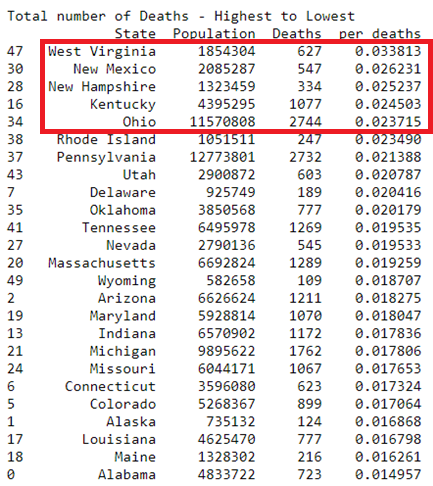 Total number of Deaths - Highest to Lowest
State Population Deaths per deaths
47 West Virginia 1854304 627 0.033813
30 New Mexico 2085287 547 0.026231
28 New Hampshire 1323459 334 0.025237
16 Kentucky 4395295 1077 0.024503
34 Ohio 11570808 2744 0.023715
38 Rhode Island 1051511 247 0.023490
37 Pennsylvania 12773801 2732 0.021388
43 Utah 2900872 603 0.020787
7 Delaware 925749 189 0.020416
35 Oklahoma 3850568 777 0.020179
41 Tennessee 6495978 1269 0.019535
27 Nevada 2790136 545 0.019533
20 Massachusetts 6692824 1289 0.019259
49 Wyoming 582658 109 0.018707
2 Arizona 6626624 1211 0.018275
19 Maryland 5928814 1070 0.018047
13 Indiana 6570902 1172 0.017836
21 Michigan 9895622 1762 0.017806
24 Missouri 6044171 1067 0.017653
6 Connecticut 3596080 623 0.017324
5 Colorado 5268367 899 0.017064
1 Alaska 735132 124 0.016868
17 Louisiana 4625470 777 0.016798
18 Maine 1328302 216 0.016261
0 Alabama 4833722 723 0.014957